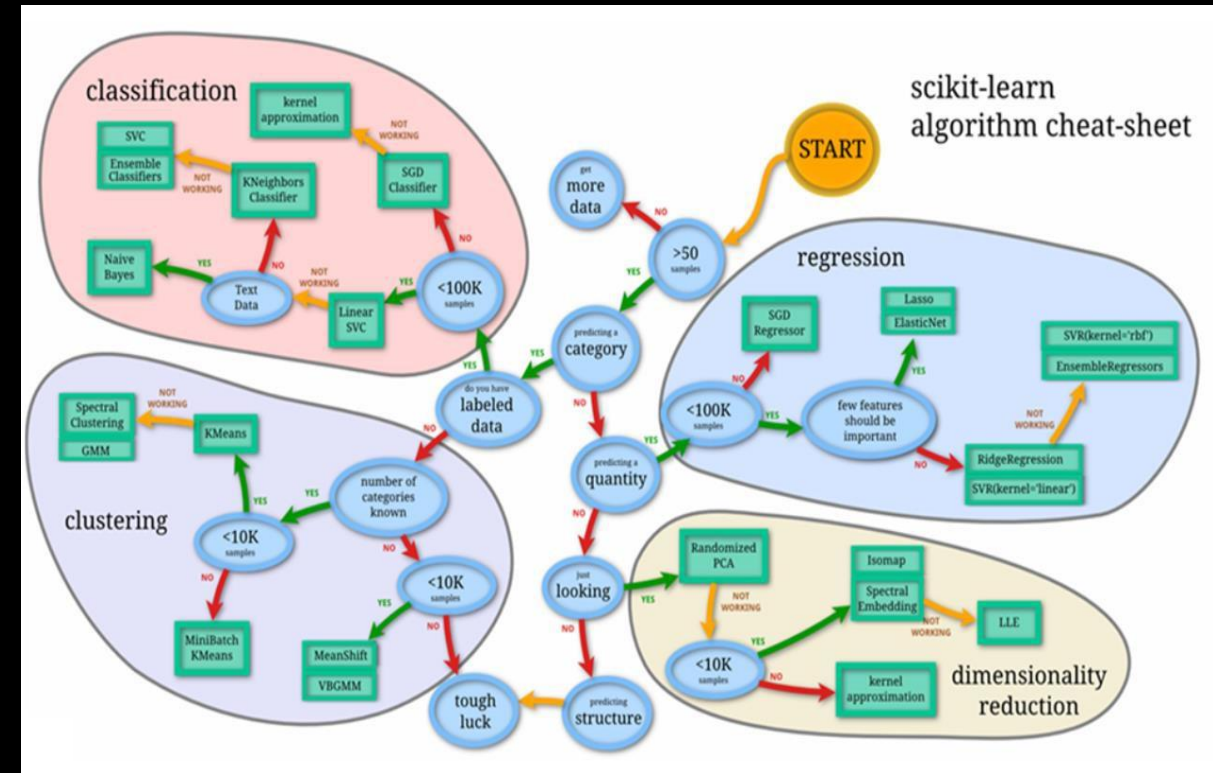 scikit-learn
algorithm cheat-sheet
START
>50
samples
get
more
data
NO
YES
predicting a
category
YES
NO
do you have
labeled
data
YES
NO
predicting a
quantity
YES
NO
just
looking
YES
NO
predicting
structure
tough
luck
classification
kernel
approximation
NOT
WORKING
SGD
Classifier
NO
<100K
samples
YES
Linear
SVC
NOT
WORKING
Text
Data
YES
NO
Naive
Bayes
KNeighbors
Classifier
NOT
WORKING
SVC
Ensemble
Classifiers
clustering
number of
categories
known
YES
NO
<10K
samples
YES
NO
KMeans
NOT
WORKING
Spectral
Clustering
GMM
MiniBatch
KMeans
<10K
samples
YES
NO
MeanShift
VBGMM
regression
<100K
samples
NO
YES
SGD
Regressor
few features
should be
important
YES
NO
Lasso
ElasticNet
RidgeRegression
SVR(kernel='linear')
NOT
WORKING
SVR(kernel='rbf')
EnsembleRegressors
dimensionality
reduction
Randomized
PCA
NOT
WORKING
<10K
samples
YES
NO
Isomap
Spectral
Embedding
NOT
WORKING
LLE
kernel
approximation